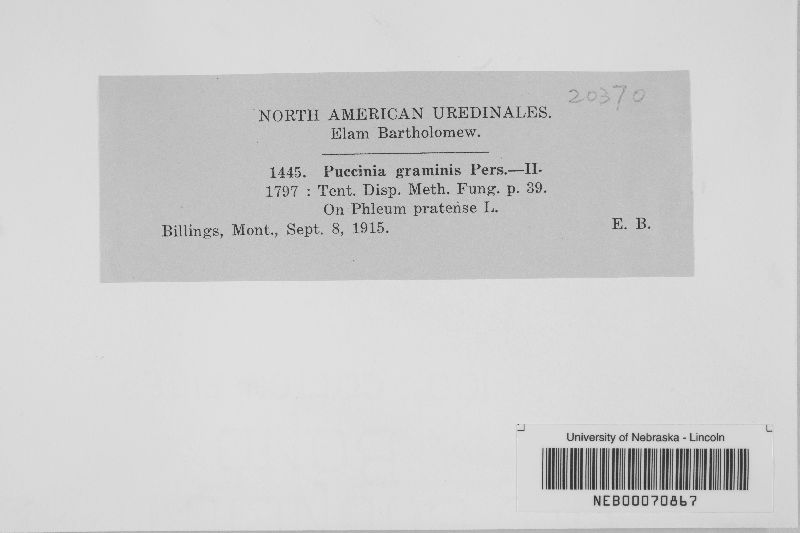 20370
NORTH AMERICAN UREDINALES.
Elam Bartholomew.
1445. Puccinia graminis Pers.—II.
1797 : Tent. Disp. Meth. Fung. p. 39.
On Phleum pratense L.
Billings, Mont., Sept. 8, 1915. E. B.
University of Nebraska - Lincoln
NEB00070867